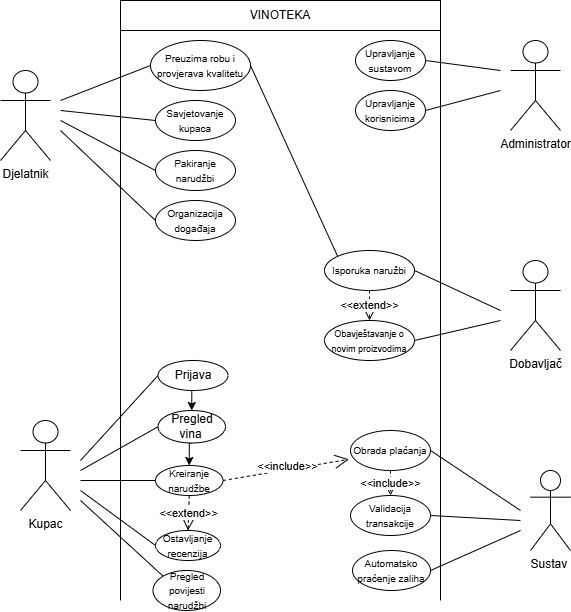 VINOTEKA
Preuzima robu i
provjerava kvalitetu
Savjetovanje
kupaca
Pakiranje
narudžbi
Organizacija
događaja
Djelatnik
Upravljanje
sustavom
Upravljanje
korisnicima
Administrator
Isporuka naružbi
<<extend>>
Obavještavanje o
novim proizvodima
Dobavljač
Prijava
Pregled
vina
Kreiranje
narudžbe
<<extend>>
Ostavljanje
recenzija
Pregled
povijesti
narudžbi
Kupac
<<include>>
Obrada plaćanja
<<include>>
Validacija
transakcije
Automatsko
praćenje zaliha
Sustav